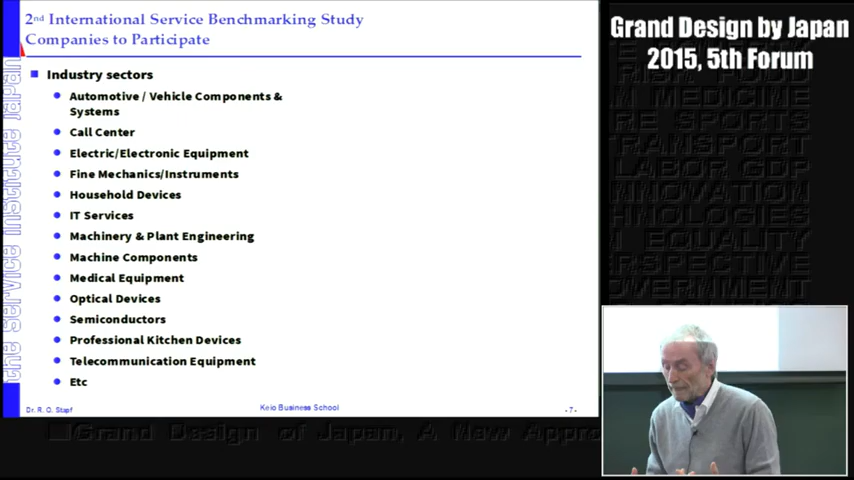 2nd International Service Benchmarking Study
Companies to Participate
Industry sectors
Automotive / Vehicle Components &
Systems
Call Center
Electric/Electronic Equipment
Fine Mechanics/Instruments
Household Devices
IT Services
Machinery & Plant Engineering
Machine Components
Medical Equipment
Optical Devices
Semiconductors
Professional Kitchen Devices
Telecommunication Equipment
Etc
Dr. R. O. Stapf
Keio Business School
- 7 -
the service institute japan
Grand Design by Japan
2015, 5th Forum
FOOD
MEDICINE
SPORTS
TRANSPORT
LABOR GDP
INNOVATION
EQUALITY
Grand Design of Japan, A New Appro